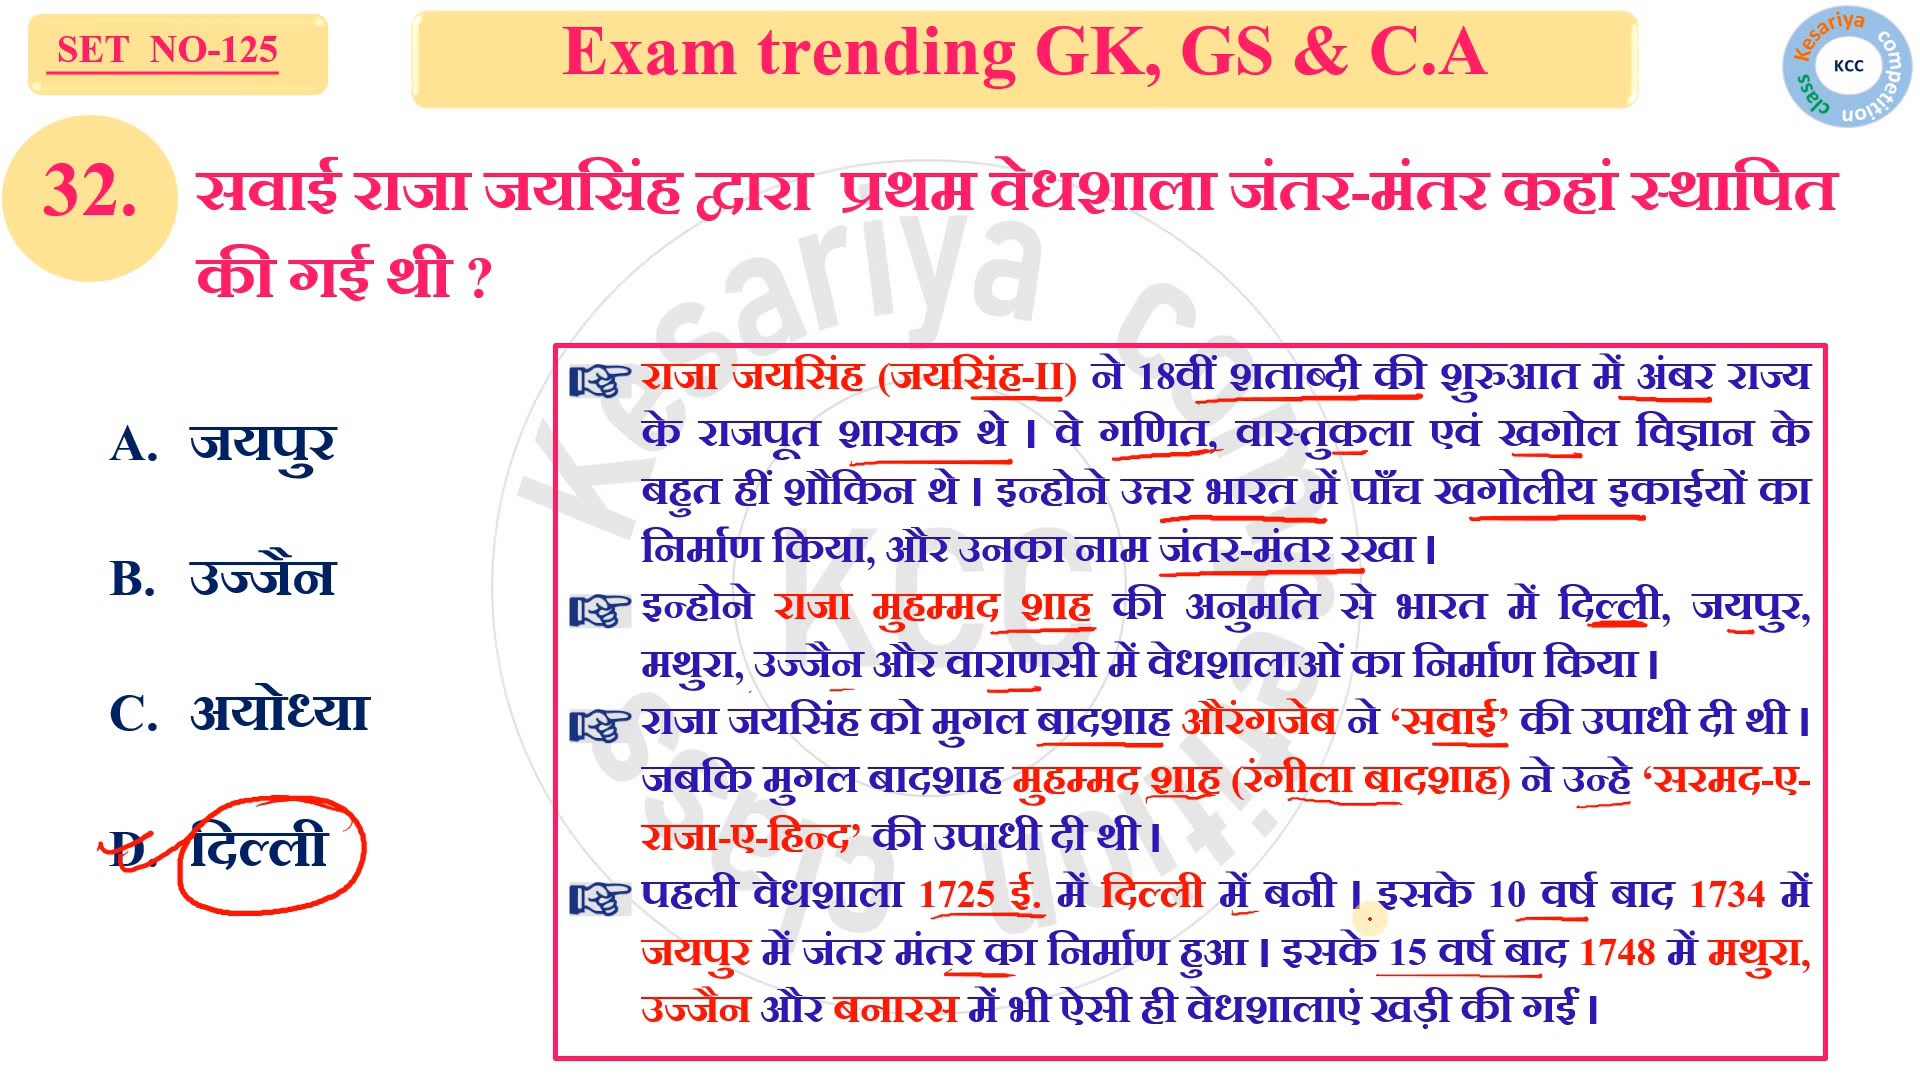 SET NO-125
Exam trending GK, GS & C.A
Kesariya competition class
KCC
32. सवाई राजा जयसिंह द्वारा प्रथम वेधशाला जंतर-मंतर कहां स्थापित
की गई थी ?
A. जयपुर
B. उज्जैन
C. अयोध्या
D. दिल्ली
राजा जयसिंह (जयसिंह-II) ने 18वीं शताब्दी की शुरुआत में अंबर राज्य
के राजपूत शासक थे । वे गणित, वास्तुकला एवं खगोल विज्ञान के
बहुत हीं शौकिन थे । इन्होने उत्तर भारत में पाँच खगोलीय इकाईयों का
निर्माण किया, और उनका नाम जंतर-मंतर रखा ।
इन्होने राजा मुहम्मद शाह की अनुमति से भारत में दिल्ली, जयपुर,
मथुरा, उज्जैन और वाराणसी में वेधशालाओं का निर्माण किया ।
राजा जयसिंह को मुगल बादशाह औरंगजेब ने ‘सवाई’ की उपाधी दी थी ।
जबकि मुगल बादशाह मुहम्मद शाह (रंगीला बादशाह) ने उन्हे ‘सरमद-ए-
राजा-ए-हिन्द’ की उपाधी दी थी ।
पहली वेधशाला 1725 ई. में दिल्ली में बनी । इसके 10 वर्ष बाद 1734 में
जयपुर में जंतर मंतर का निर्माण हुआ । इसके 15 वर्ष बाद 1748 में मथुरा,
उज्जैन और बनारस में भी ऐसी ही वेधशालाएं खड़ी की गईं ।
Kesariya competition class
KCC